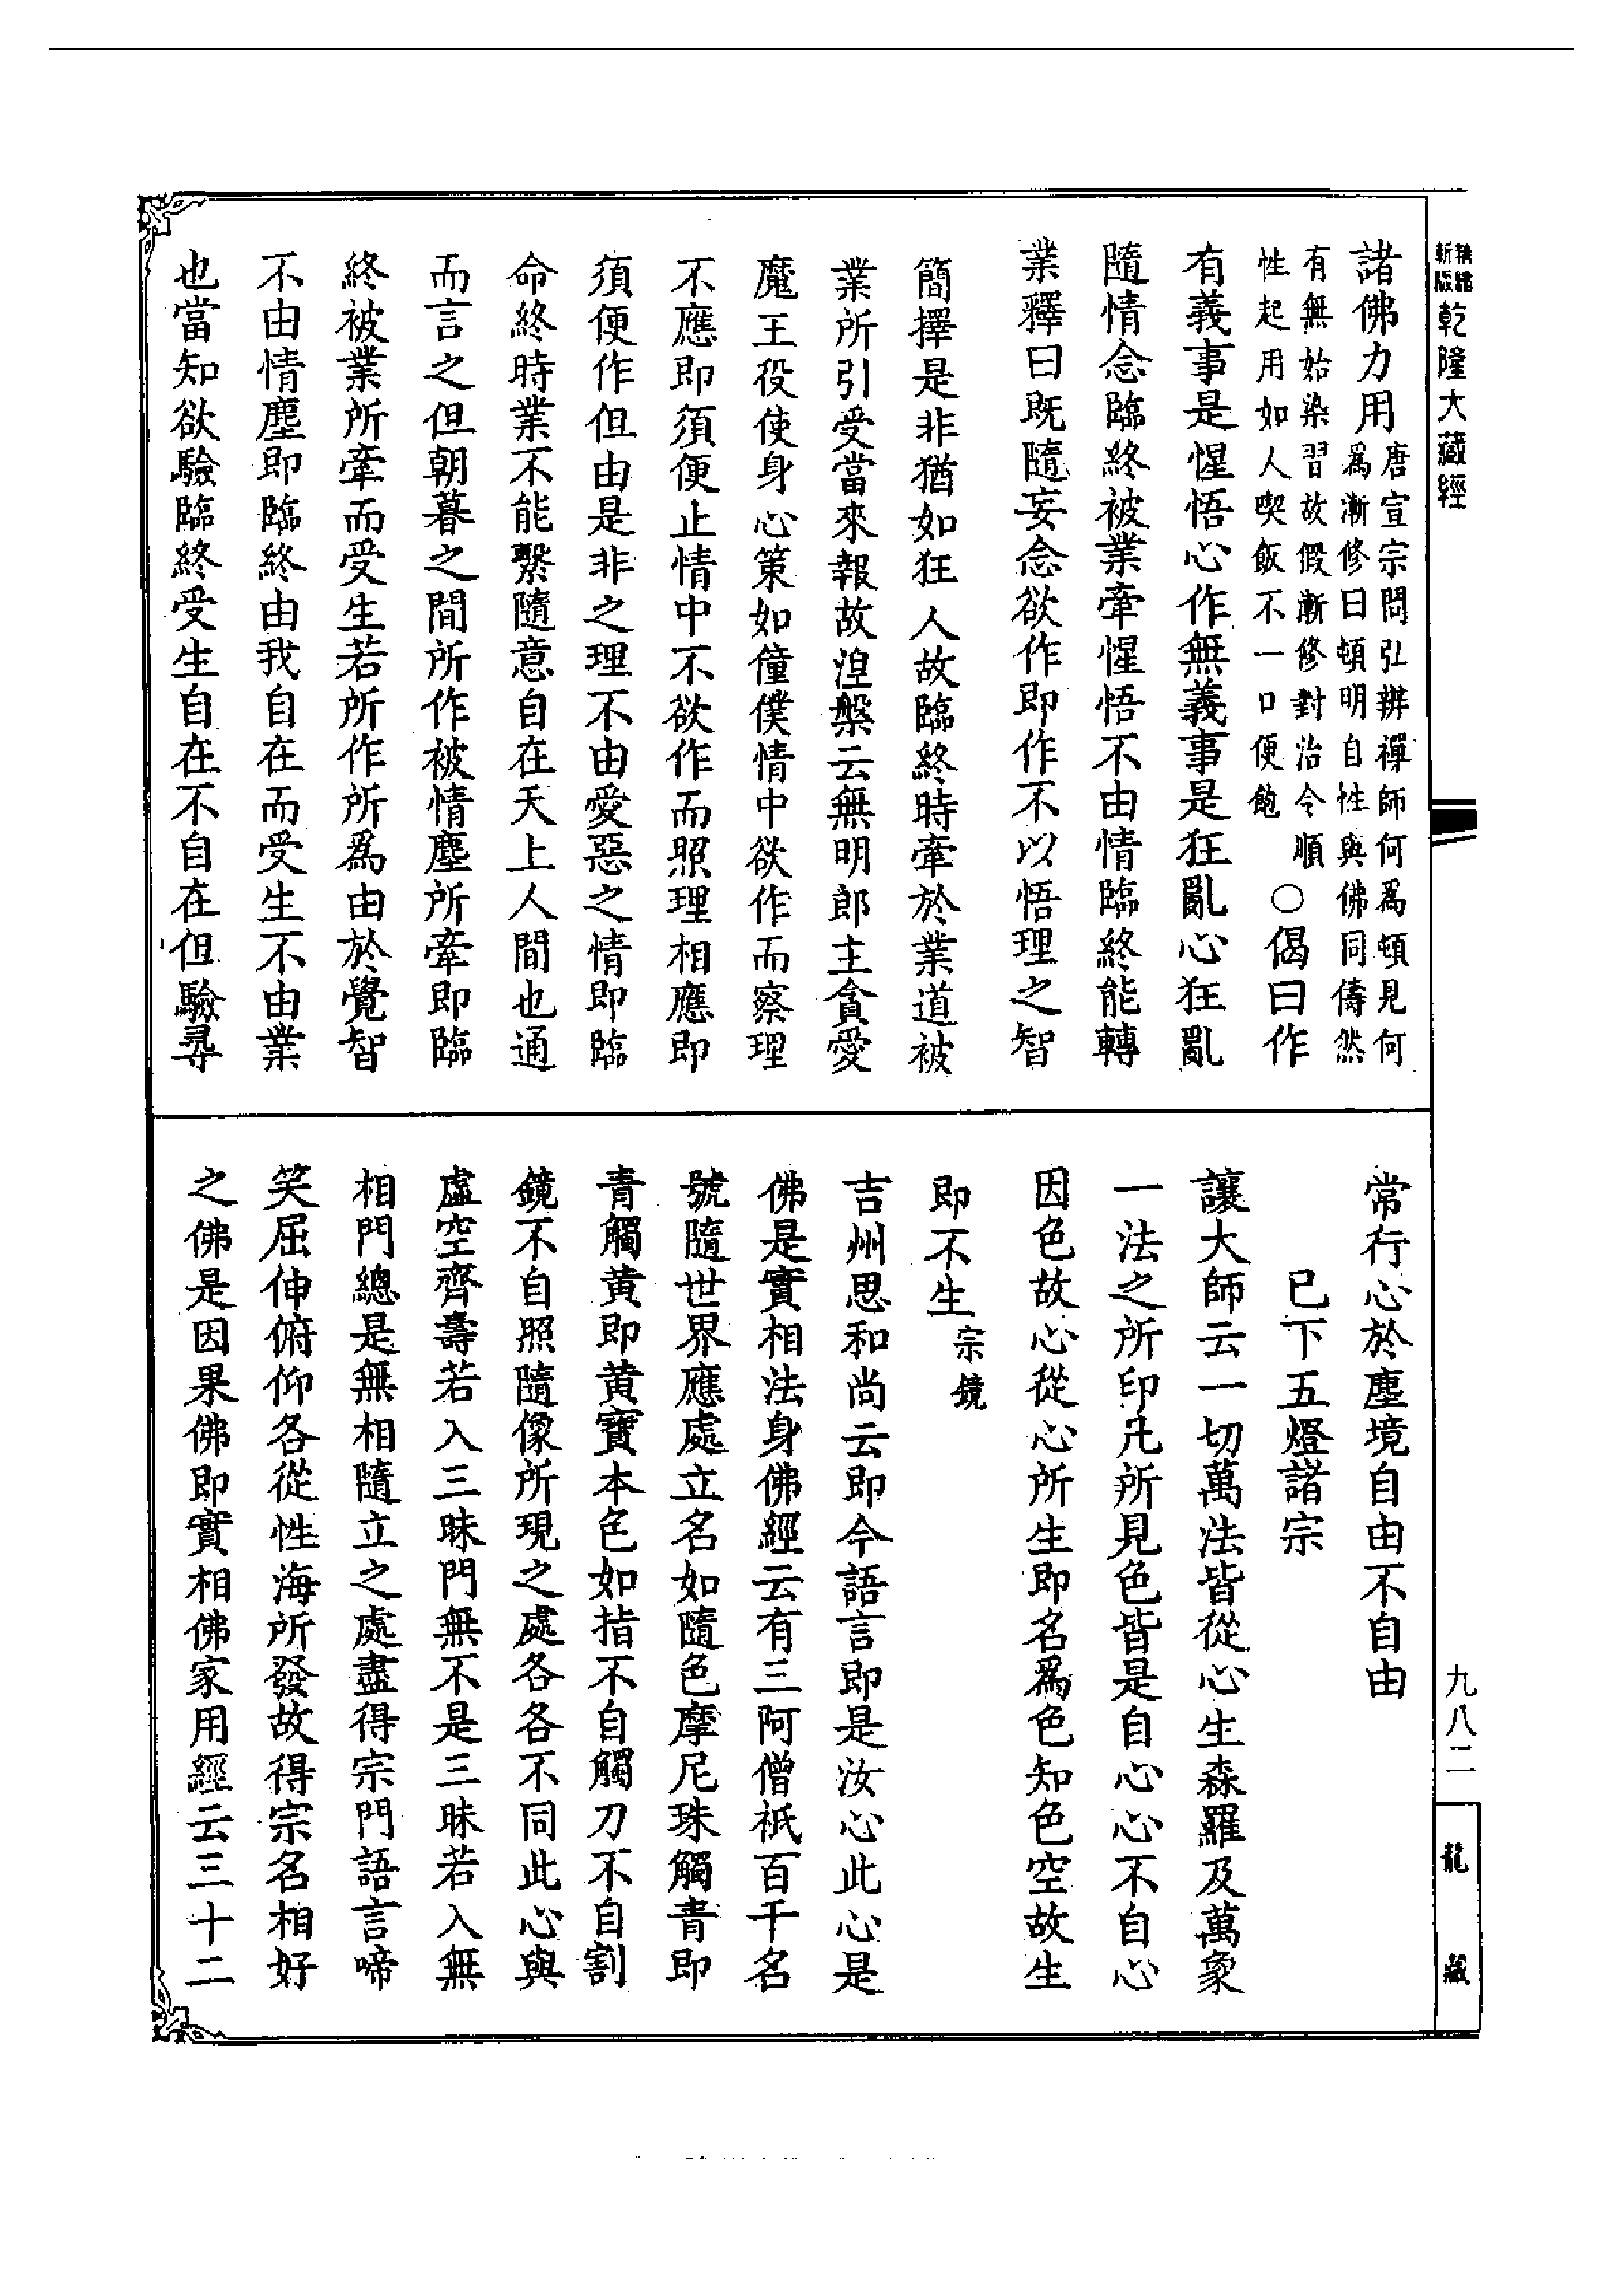 乾隆大藏經
諸佛力用唐宣宗問弘辨禪師何爲頓見何
爲漸修曰頓明自性與佛同儔然
有無始染習故假漸修對治令順
性起用如人喫飯不一口便飽○偈曰作
有義事是惺悟心作無義事是狂亂心狂亂
隨情念臨終被業牽惺悟不由情臨終能轉
業釋曰既隨妄念欲作即作不以悟理之智
簡擇是非猶如狂人故臨終時牽於業道被
業所引受當來報故湼槃云無明郎主貪愛
魔王役使身心策如僮僕情中欲作而察理
不應即須便止情中不欲作而照理相應即
須便作但由是非之理不由愛惡之情即臨
命終時業不能繫隨意自在天上人間也通
而言之但朝暮之間所作被情塵所牽即臨
終被業所牽而受生若所作所爲由於覺智
不由情塵即臨終由我自在而受生不由業
也當知欲驗臨終受生自在不自在但驗尋
常行心於塵境自由不自由
已下五燈諸宗
讓大師云一切萬法皆從心生森羅及萬象
一法之所印凡所見色皆是自心心不自心
因色故心從心所生即名爲色知色空故生
即不生宗鏡
吉州思和尚云即今語言即是汝心此心是
佛是實相法身佛經云有三阿僧祇百千名
號隨世界應處立名如隨色摩尼珠觸青即
青觸黄即黄寶本色如指不自觸刀不自割
鏡不自照隨像所現之處各各不同此心與
虛空齊壽若入三昧門無不是三昧若入無
相門總是無相隨立之處盡得宗門語言啼
笑屈伸俯仰各從性海所發故得宗名相好
之佛是因果佛即實相佛家用經云三十二
九八二
龍藏